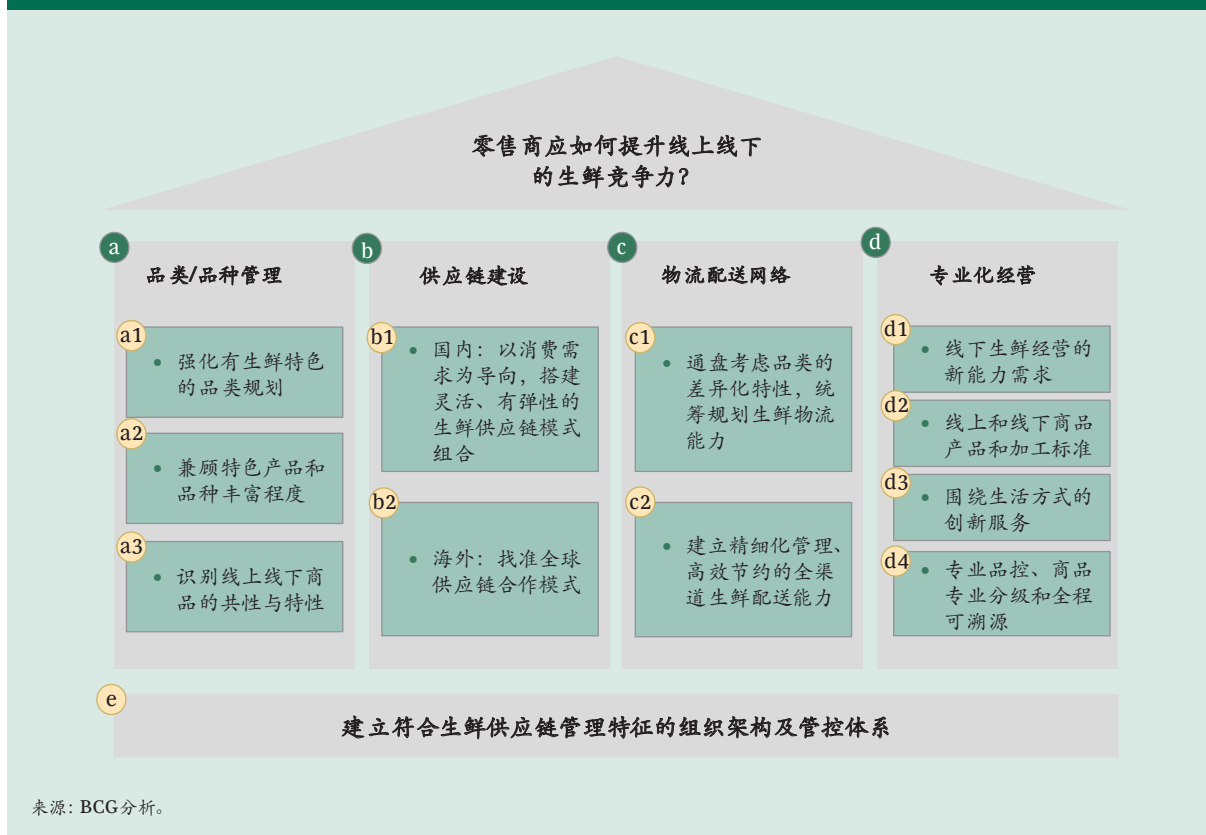 零售商应如何提升线上线下
的生鲜竞争力?
a
品类/品种管理
a1
• 强化有生鲜特色
的品类规划
a2
• 兼顾特色产品和
品种丰富程度
a3
• 识别线上线下商
品的共性与特性
b
供应链建设
b1
• 国内：以消费需
求为导向，搭建
灵活、有弹性的
生鲜供应链模式
组合
b2
• 海外：找准全球
供应链合作模式
c
物流配送网络
c1
• 通盘考虑品类的
差异化特性，统
筹规划生鲜物流
能力
c2
• 建立精细化管理、
高效节约的全渠
道生鲜配送能力
d
专业化经营
d1
• 线下生鲜经营的
新能力需求
d2
• 线上和线下商品
产品和加工标准
d3
• 围绕生活方式的
创新服务
d4
• 专业品控、商品
专业分级和全程
可溯源
e
建立符合生鲜供应链管理特征的组织架构及管控体系
来源：BCG分析。